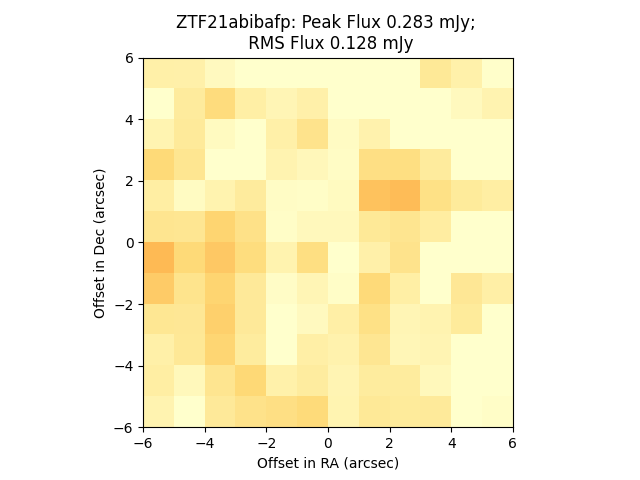 ZTF21abibafp: Peak Flux 0.283 mJy;
RMS Flux 0.128 mJy
6
4
2
0
−2
−4
−6
Offset in Dec (arcsec)
−6 −4 −2 0 2 4 6
Offset in RA (arcsec)